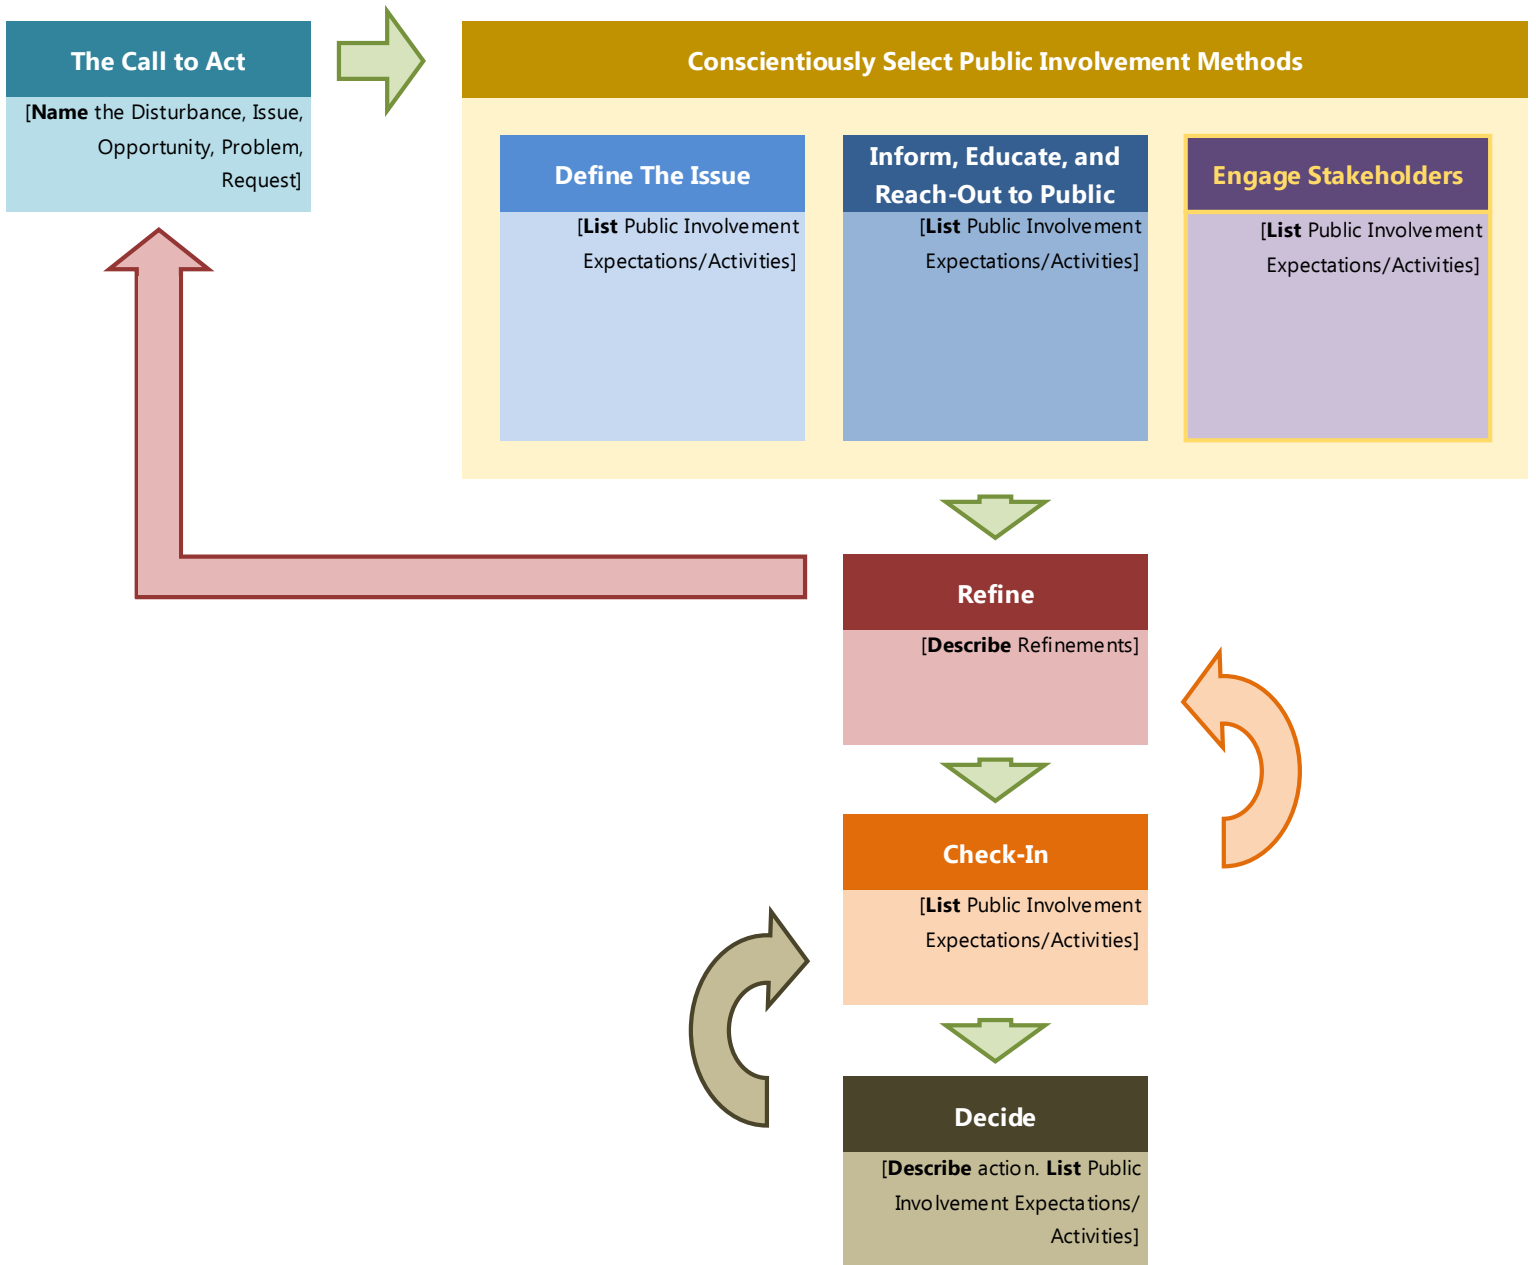 The Call to Act
[Name the Disturbance, Issue,
Opportunity, Problem,
Request]
Conscientiously Select Public Involvement Methods
Define The Issue
[List Public Involvement
Expectations/Activities]
Inform, Educate, and
Reach-Out to Public
[List Public Involvement
Expectations/Activities]
Engage Stakeholders
[List Public Involvement
Expectations/Activities]
Refine
[Describe Refinements]
Check-In
[List Public Involvement
Expectations/Activities]
Decide
[Describe action. List Public
Involvement Expectations/
Activities]